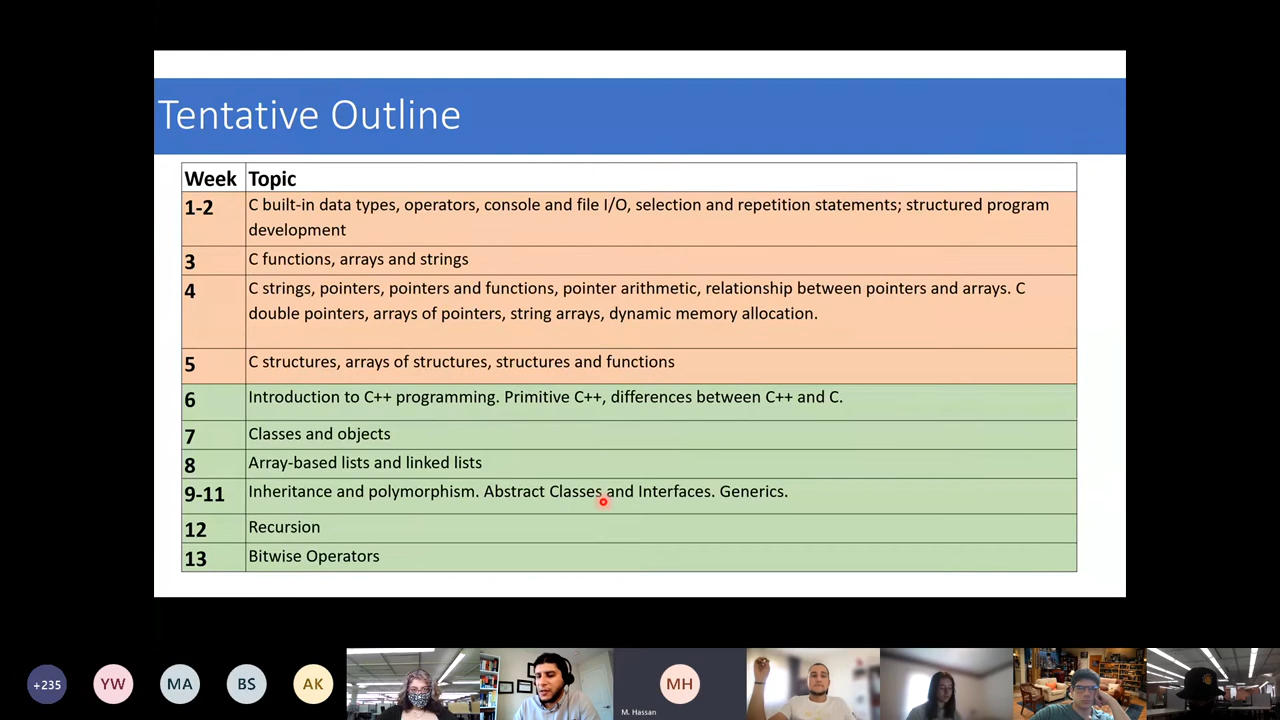 Tentative Outline
Week Topic
1-2 C built-in data types, operators, console and file I/O, selection and repetition statements; structured program
development
3 C functions, arrays and strings
4 C strings, pointers, pointers and functions, pointer arithmetic, relationship between pointers and arrays. C
double pointers, arrays of pointers, string arrays, dynamic memory allocation.
5 C structures, arrays of structures, structures and functions
6 Introduction to C++ programming. Primitive C++, differences between C++ and C.
7 Classes and objects
8 Array-based lists and linked lists
9-11 Inheritance and polymorphism. Abstract Classes and Interfaces. Generics.
12 Recursion
13 Bitwise Operators
+235 YW MA BS AK MH
M. Hassan